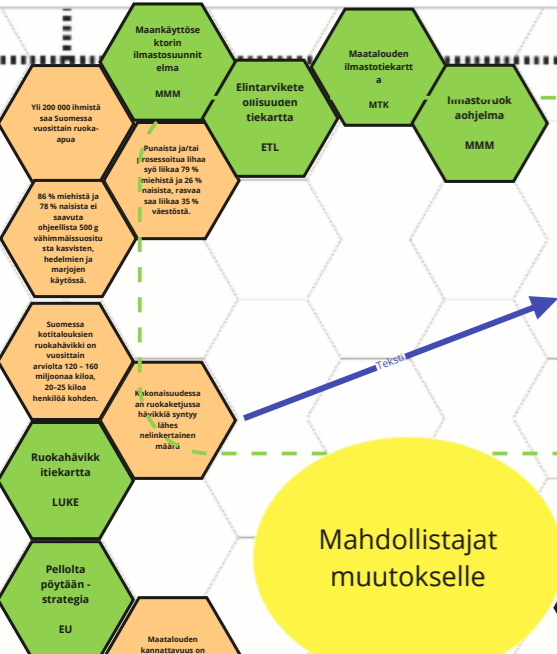 Maankäyttöse
ktorin
ilmastosuunnit
elma
MMM
Elintarvikete
ollisuuden
tiekartta
ETL
Maatalouden
ilmastotiekartt
a
MTK
Ilmastoruok
aohjelma
MMM
Yli 200 000 ihmistä
saa Suomessa
vuosittain ruoka-
apua
Punaista ja/tai
prosessoitua lihaa
syö liikaa 79 %
miehistä ja 26 %
naisista, rasvaa
saa liikaa 35 %
väestöstä.
86 % miehistä ja
78 % naisista ei
saavuta
ohjeellista 500 g
vähimmäissuositu
sta kasvisten,
hedelmien ja
marjojen
käytössä.
Suomessa
kotitalouksien
ruokahävikki on
vuosittain
arviolta 120 – 160
miljoonaa kiloa,
20–25 kiloa
henkilöä kohden.
Kokonaisuudessa
an ruokaketjussa
hävikkiä syntyy
lähes
nelinkertainen
määrä
Teksti
Ruokahävikk
itiekartta
LUKE
Mahdollistajat
muutokselle
Pellolta
pöytään -
strategia
EU
Maatalouden
kannattavuus on